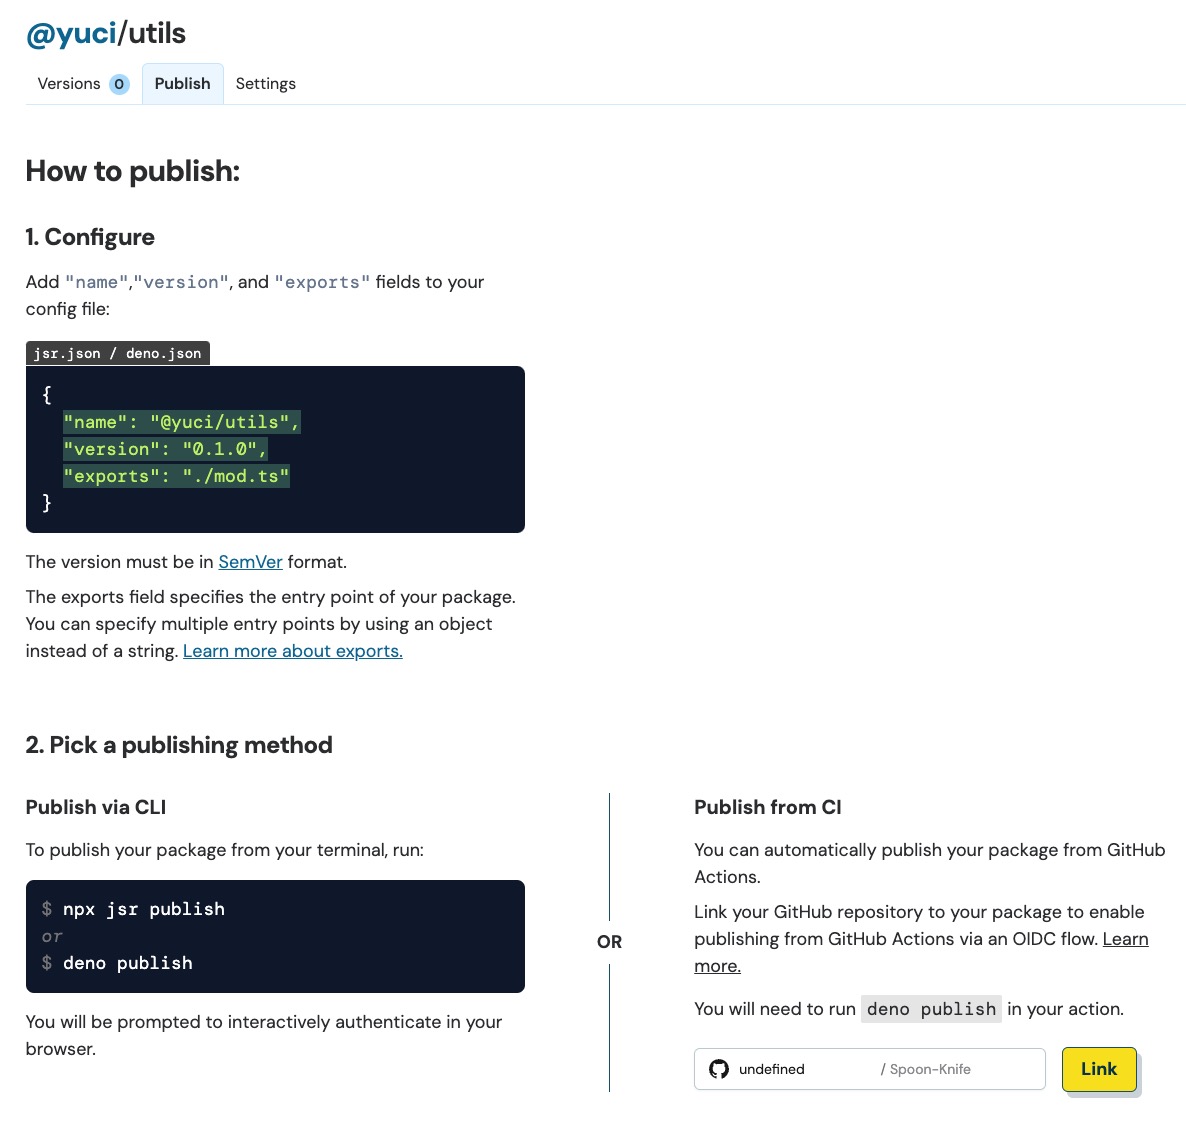 @yuci/utils
Versions 0 Publish Settings
How to publish:
1. Configure
Add "name","version", and "exports" fields to your
config file:
jsr.json / deno.json
{
"name": "@yuci/utils",
"version": "0.1.0",
"exports": "./mod.ts"
}
The version must be in SemVer format.
The exports field specifies the entry point of your package.
You can specify multiple entry points by using an object
instead of a string. Learn more about exports.
2. Pick a publishing method
Publish via CLI
To publish your package from your terminal, run:
$ npx jsr publish
or
$ deno publish
You will be prompted to interactively authenticate in your
browser.
OR
Publish from CI
You can automatically publish your package from GitHub
Actions.
Link your GitHub repository to your package to enable
publishing from GitHub Actions via an OIDC flow. Learn
more.
You will need to run deno publish in your action.
undefined / Spoon-Knife Link